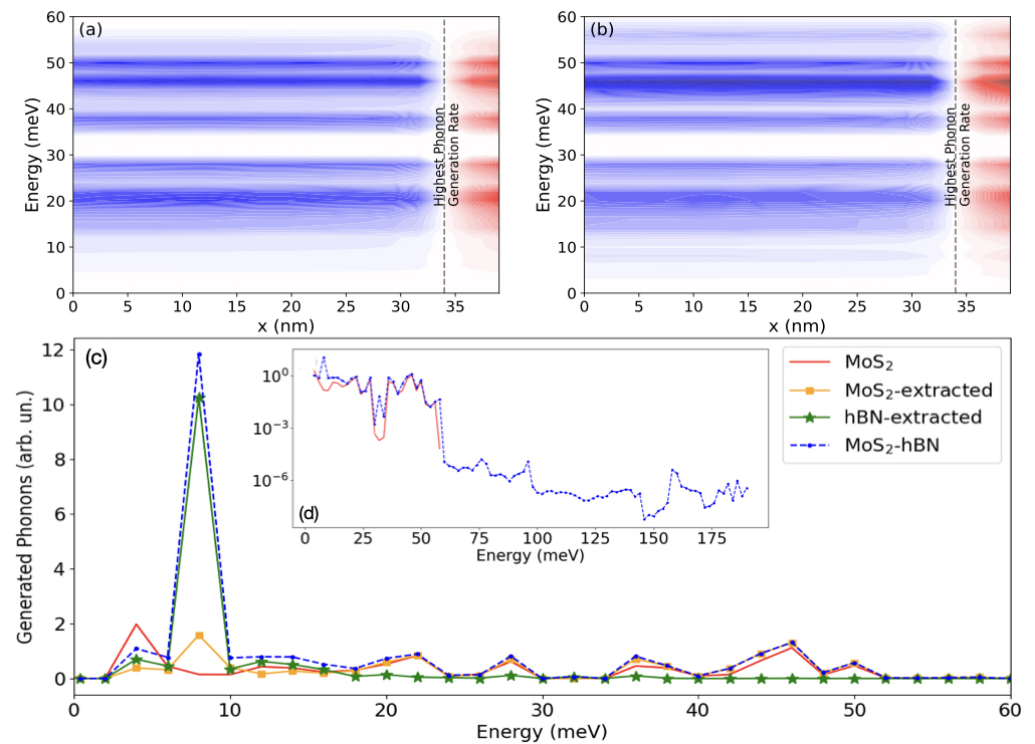 (a)
60
50
40
30
20
10
0
Energy (meV)
0
5
10
15
20
25
30
35
x (nm)
Highest Phonon
Generation Rate
(b)
60
50
40
30
20
10
0
Energy (meV)
0
5
10
15
20
25
30
35
x (nm)
Highest Phonon
Generation Rate
(c)
12
10
8
6
4
2
0
Generated Phonons (arb. un.)
0
10
20
30
40
50
60
Energy (meV)
(d)
10⁰
10⁻³
10⁻⁶
0
25
50
75
100
125
150
175
Energy (meV)
MoS₂
MoS₂-extracted
hBN-extracted
MoS₂-hBN